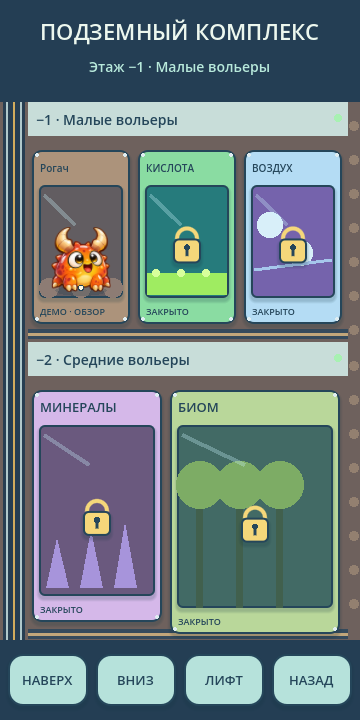 ПОДЗЕМНЫЙ КОМПЛЕКС
Этаж −1 · Малые вольеры
−1 · Малые вольеры
Рогач
КИСЛОТА
ВОЗДУХ
ДЕМО · ОБЗОР
ЗАКРЫТО
ЗАКРЫТО
−2 · Средние вольеры
МИНЕРАЛЫ
БИОМ
ЗАКРЫТО
ЗАКРЫТО
НАВЕРХ
ВНИЗ
ЛИФТ
НАЗАД